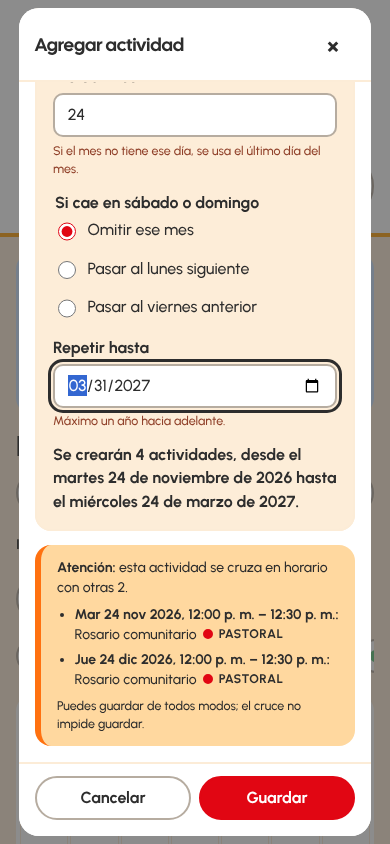 Agregar actividad
24
Si el mes no tiene ese día, se usa el último día del
mes.
Si cae en sábado o domingo
Omitir ese mes
Pasar al lunes siguiente
Pasar al viernes anterior
Repetir hasta
03/31/2027
Máximo un año hacia adelante.
Se crearán 4 actividades, desde el
martes 24 de noviembre de 2026 hasta
el miércoles 24 de marzo de 2027.
Atención: esta actividad se cruza en horario
con otras 2.
• Mar 24 nov 2026, 12:00 p. m. – 12:30 p. m.:
Rosario comunitario PASTORAL
• Jue 24 dic 2026, 12:00 p. m. – 12:30 p. m.:
Rosario comunitario PASTORAL
Puedes guardar de todos modos; el cruce no
impide guardar.
Cancelar
Guardar